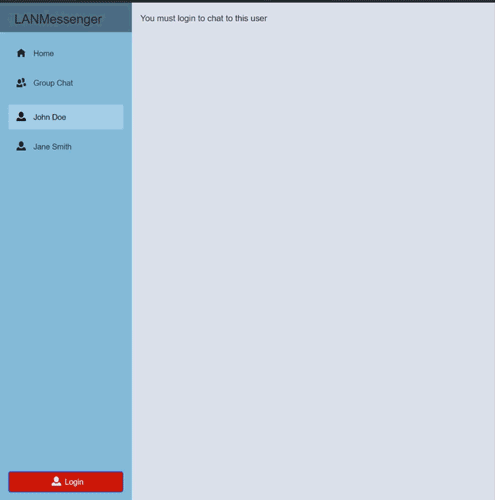 LANMessenger
You must login to chat to this user
Home
Group Chat
John Doe
Jane Smith
Login